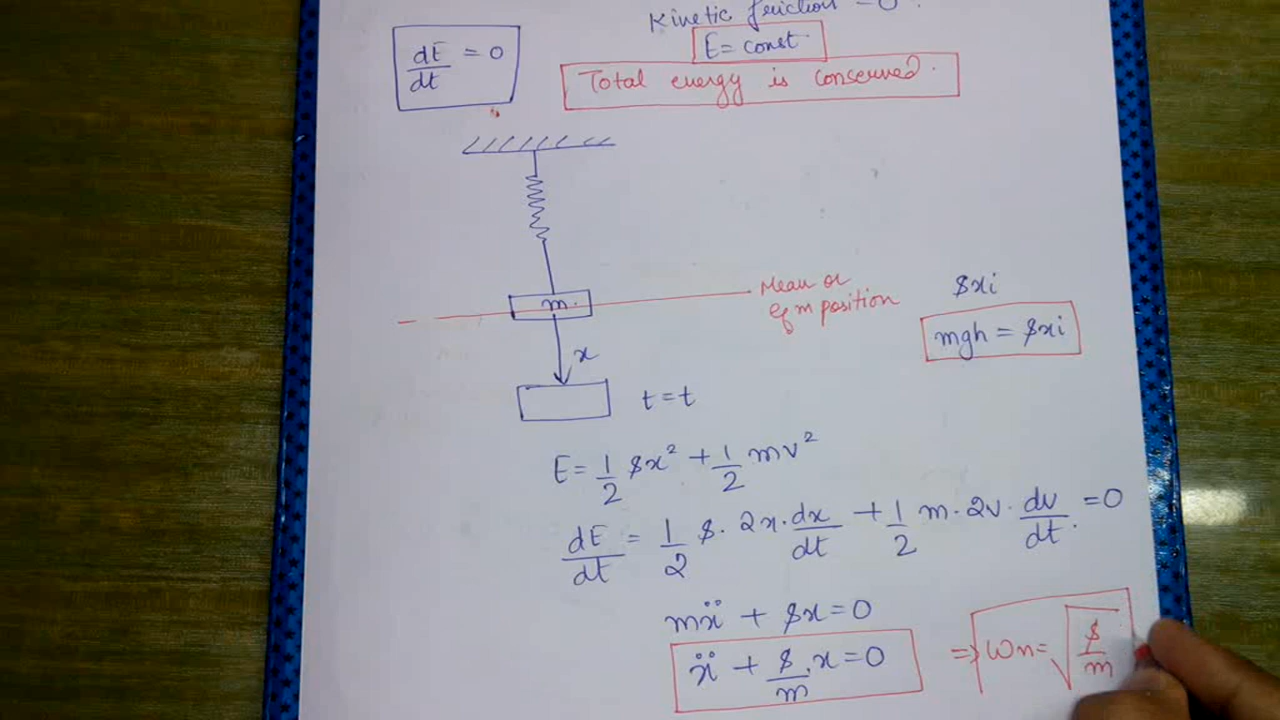 Kinetic friction = 0.
dE/dt = 0
E = const.
Total energy is conserved.
m.
Mean or
eqm position
$xi
mgh = $xi
x
t = t
E = 1/2 $x² + 1/2 mv²
dE/dt = 1/2 $. 2x. dx/dt + 1/2 m. 2v. dv/dt. = 0
mẍ + $x = 0
ẍ + $/m . x = 0 ⇒ Wn = √($/m)